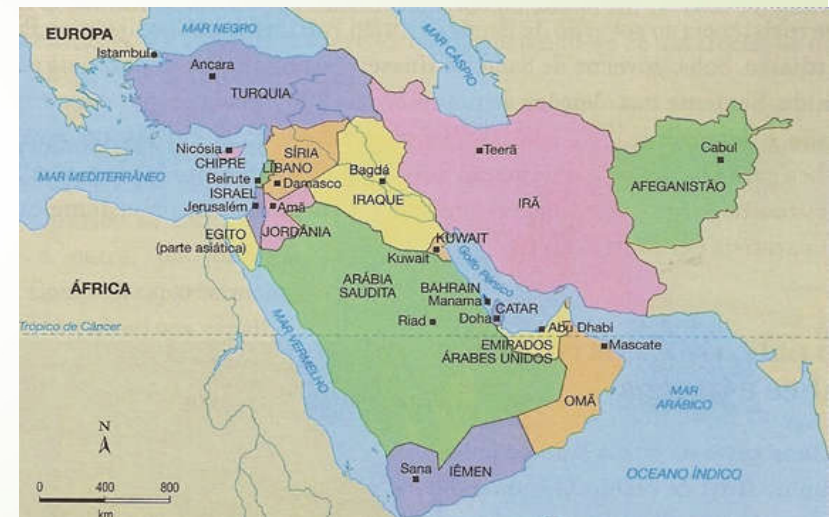 EUROPA
MAR NEGRO
Istambul
Ancara
TURQUIA
MAR CÁSPIO
Nicósia
CHIPRE
SÍRIA
LÍBANO
Beirute
Damasco
Bagdá
IRAQUE
Teerã
IRÃ
Cabul
AFEGANISTÃO
MAR MEDITERRÂNEO
ISRAEL
Jerusalém
Amã
JORDÂNIA
EGITO
(parte asiática)
KUWAIT
Kuwait
Golfo Pérsico
ÁFRICA
ARÁBIA
SAUDITA
BAHRAIN
Manama
CATAR
Doha
Riad
Abu Dhabi
Trópico de Câncer
MAR VERMELHO
EMIRADOS
ÁRABES UNIDOS
Mascate
OMÃ
MAR
ARÁBICO
N
Sana
IÊMEN
OCEANO ÍNDICO
0 400 800
km